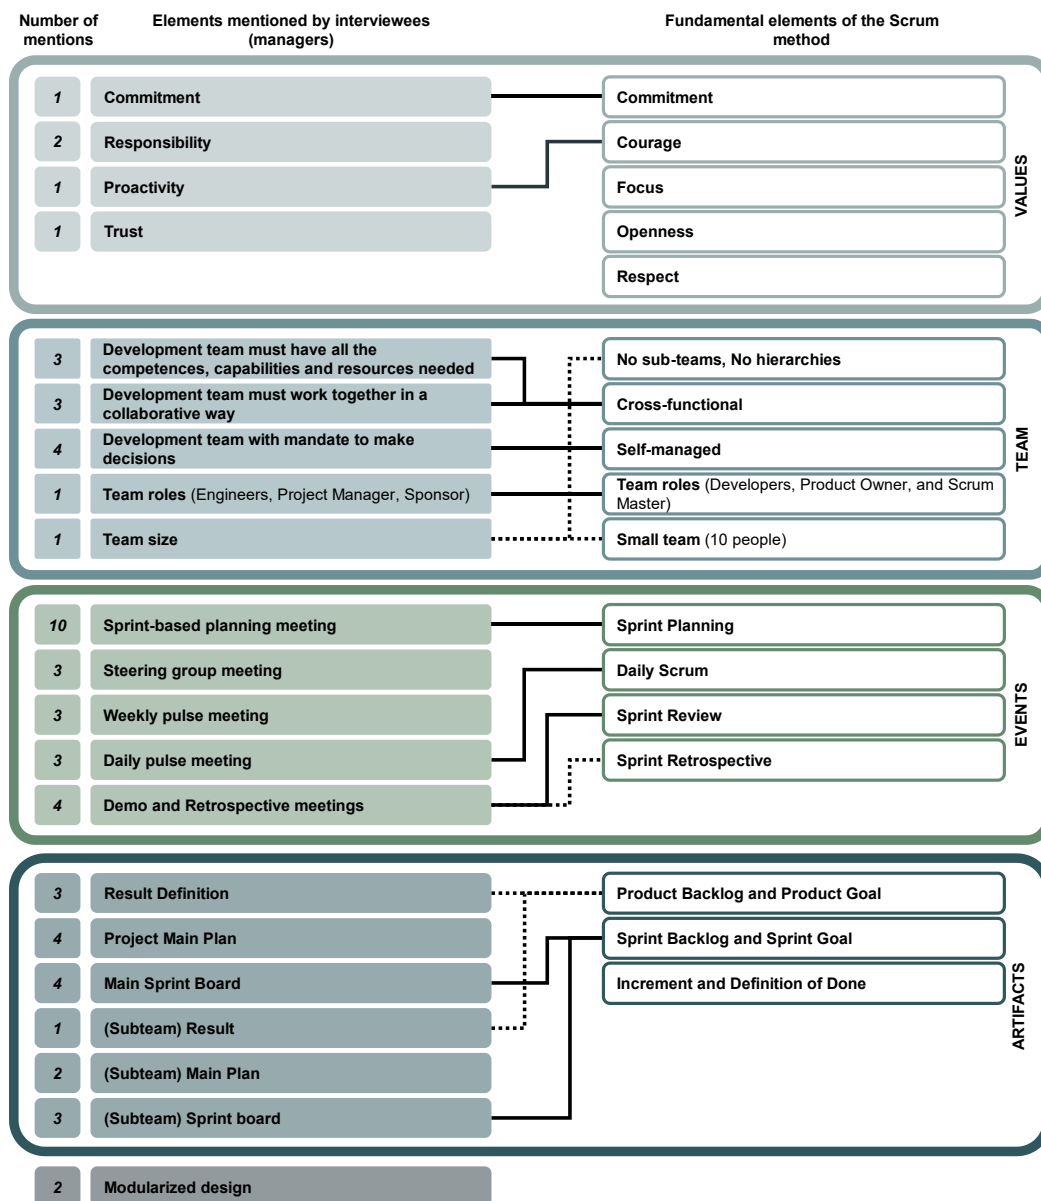 Number of mentions
Elements mentioned by interviewees (managers)
Fundamental elements of the Scrum method
1 Commitment
2 Responsibility
1 Proactivity
1 Trust
Commitment
Courage
Focus
Openness
Respect
VALUES
3 Development team must have all the
competences, capabilities and resources needed
3 Development team must work together in a
collaborative way
4 Development team with mandate to make
decisions
1 Team roles (Engineers, Project Manager, Sponsor)
1 Team size
No sub-teams, No hierarchies
Cross-functional
Self-managed
Team roles (Developers, Product Owner, and Scrum
Master)
Small team (10 people)
TEAM
10 Sprint-based planning meeting
3 Steering group meeting
3 Weekly pulse meeting
3 Daily pulse meeting
4 Demo and Retrospective meetings
Sprint Planning
Daily Scrum
Sprint Review
Sprint Retrospective
EVENTS
3 Result Definition
4 Project Main Plan
4 Main Sprint Board
1 (Subteam) Result
2 (Subteam) Main Plan
3 (Subteam) Sprint board
Product Backlog and Product Goal
Sprint Backlog and Sprint Goal
Increment and Definition of Done
ARTIFACTS
2 Modularized design